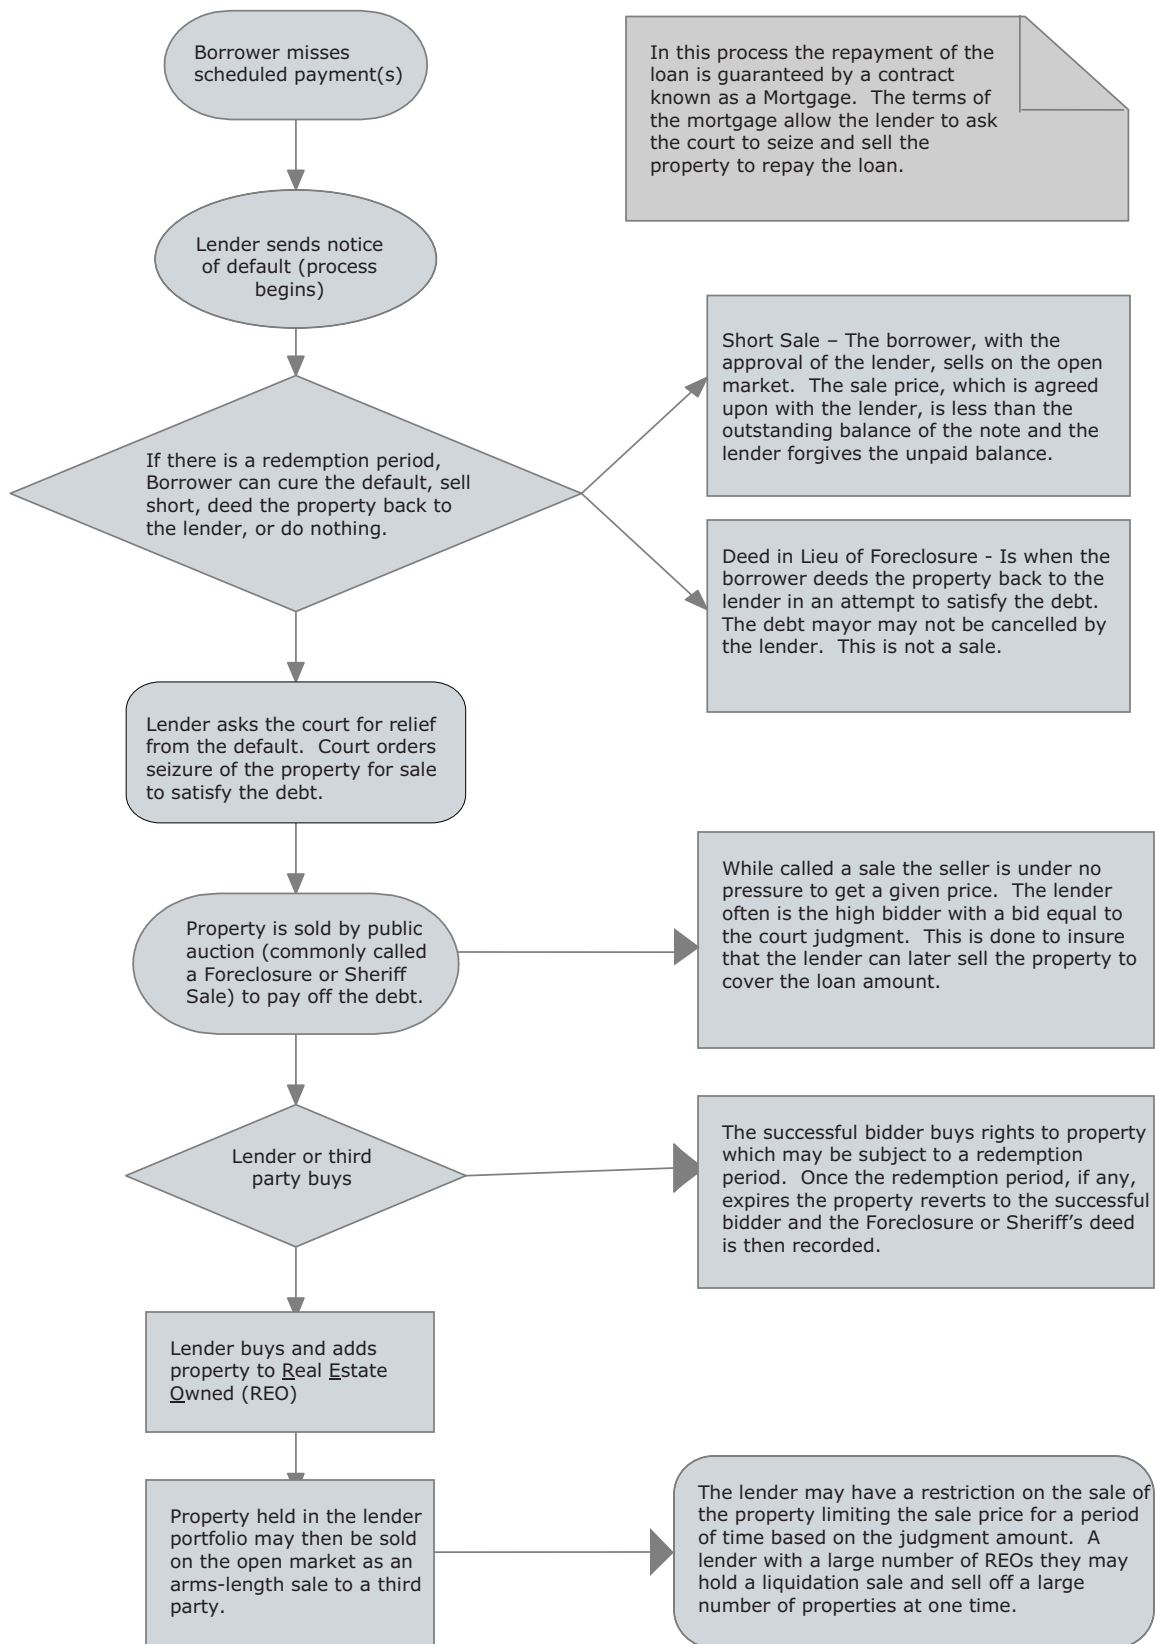 Borrower misses
scheduled payment(s)
In this process the repayment of the
loan is guaranteed by a contract
known as a Mortgage.  The terms of
the mortgage allow the lender to ask
the court to seize and sell the
property to repay the loan.
Lender sends notice
of default (process
begins)
Short Sale – The borrower, with the
approval of the lender, sells on the open
market.  The sale price, which is agreed
upon with the lender, is less than the
outstanding balance of the note and the
lender forgives the unpaid balance.
If there is a redemption period,
Borrower can cure the default, sell
short, deed the property back to
the lender, or do nothing.
Deed in Lieu of Foreclosure - Is when the
borrower deeds the property back to the
lender in an attempt to satisfy the debt.
The debt mayor may not be cancelled by
the lender.  This is not a sale.
Lender asks the court for relief
from the default.  Court orders
seizure of the property for sale
to satisfy the debt.
Property is sold by public
auction (commonly called
a Foreclosure or Sheriff
Sale) to pay off the debt.
While called a sale the seller is under no
pressure to get a given price.  The lender
often is the high bidder with a bid equal to
the court judgment.  This is done to insure
that the lender can later sell the property to
cover the loan amount.
Lender or third
party buys
The successful bidder buys rights to property
which may be subject to a redemption
period.  Once the redemption period, if any,
expires the property reverts to the successful
bidder and the Foreclosure or Sheriff's deed
is then recorded.
Lender buys and adds
property to Real Estate
Owned (REO)
Property held in the lender
portfolio may then be sold
on the open market as an
arms-length sale to a third
party.
The lender may have a restriction on the sale of
the property limiting the sale price for a period
of time based on the judgment amount.  A
lender with a large number of REOs they may
hold a liquidation sale and sell off a large
number of properties at one time.